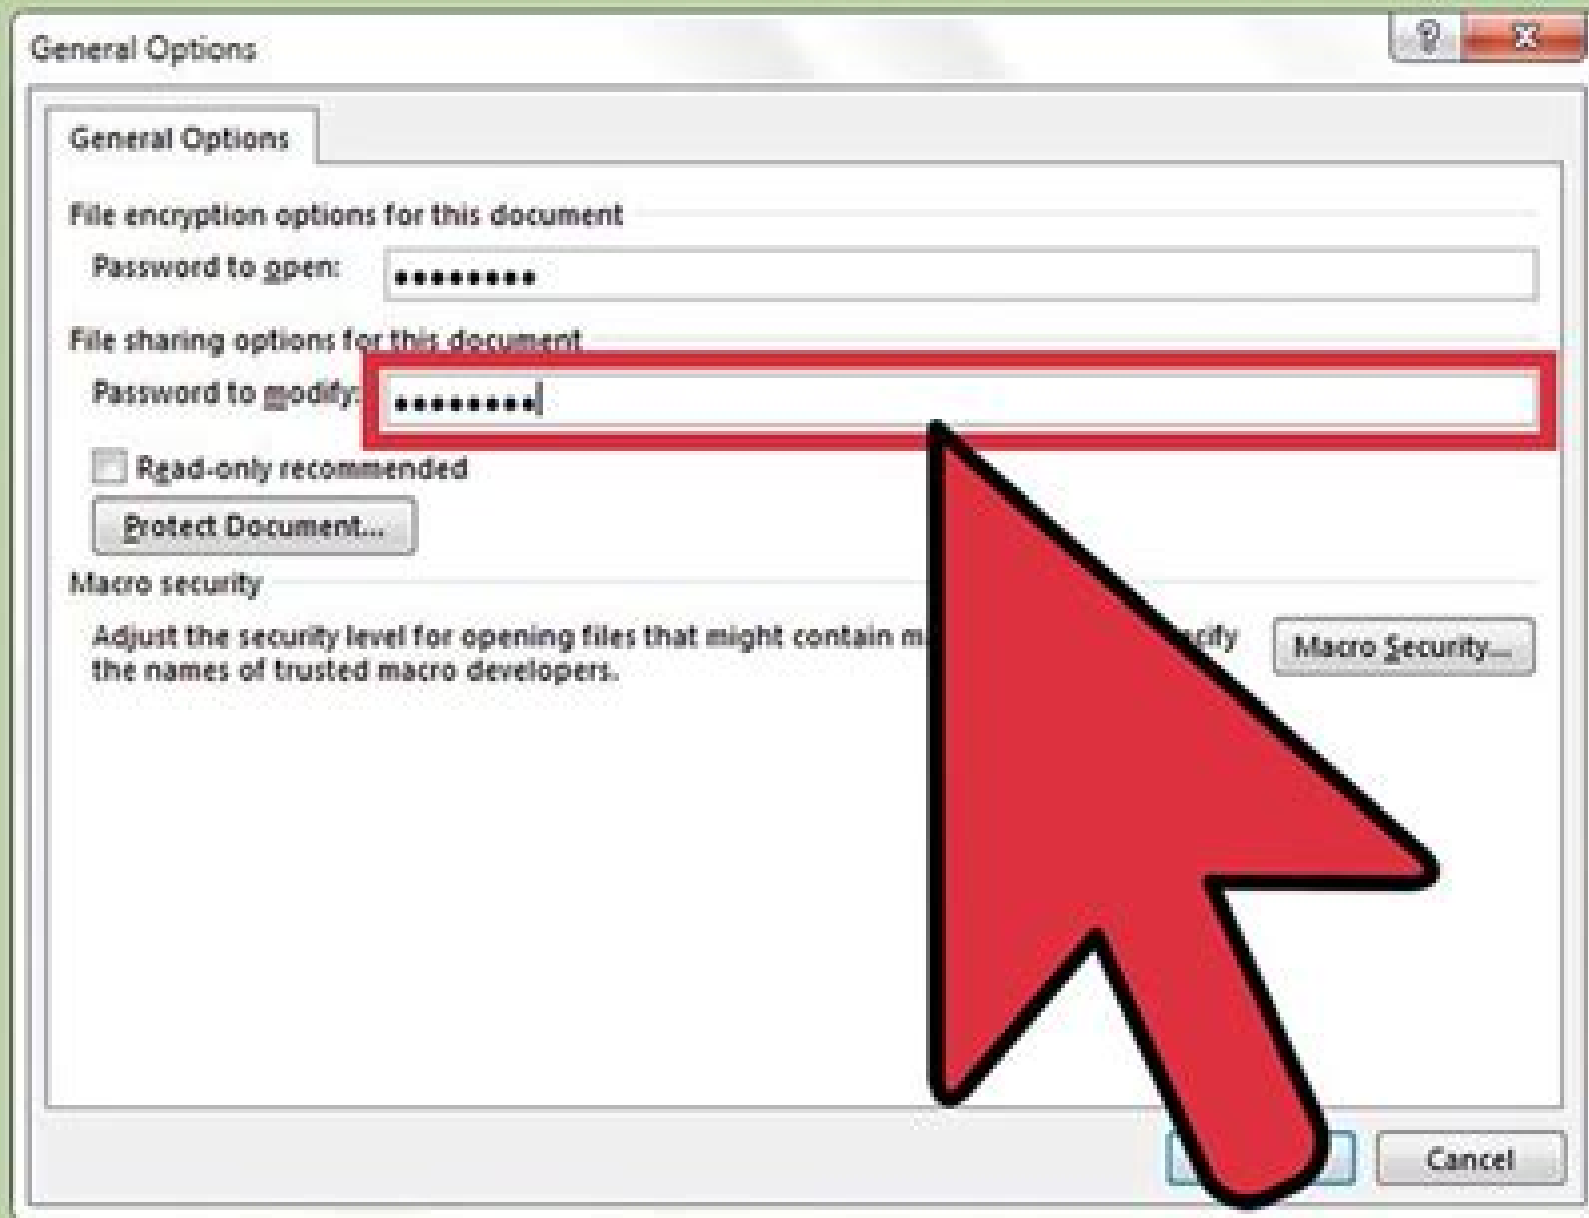 General Options
General Options
File encryption options for this document
Password to open: ••••••••
File sharing options for this document
Password to modify: ••••••••
Read-only recommended
Protect Document...
Macro security
Adjust the security level for opening files that might contain
the names of trusted macro developers.
Macro Security...
Cancel